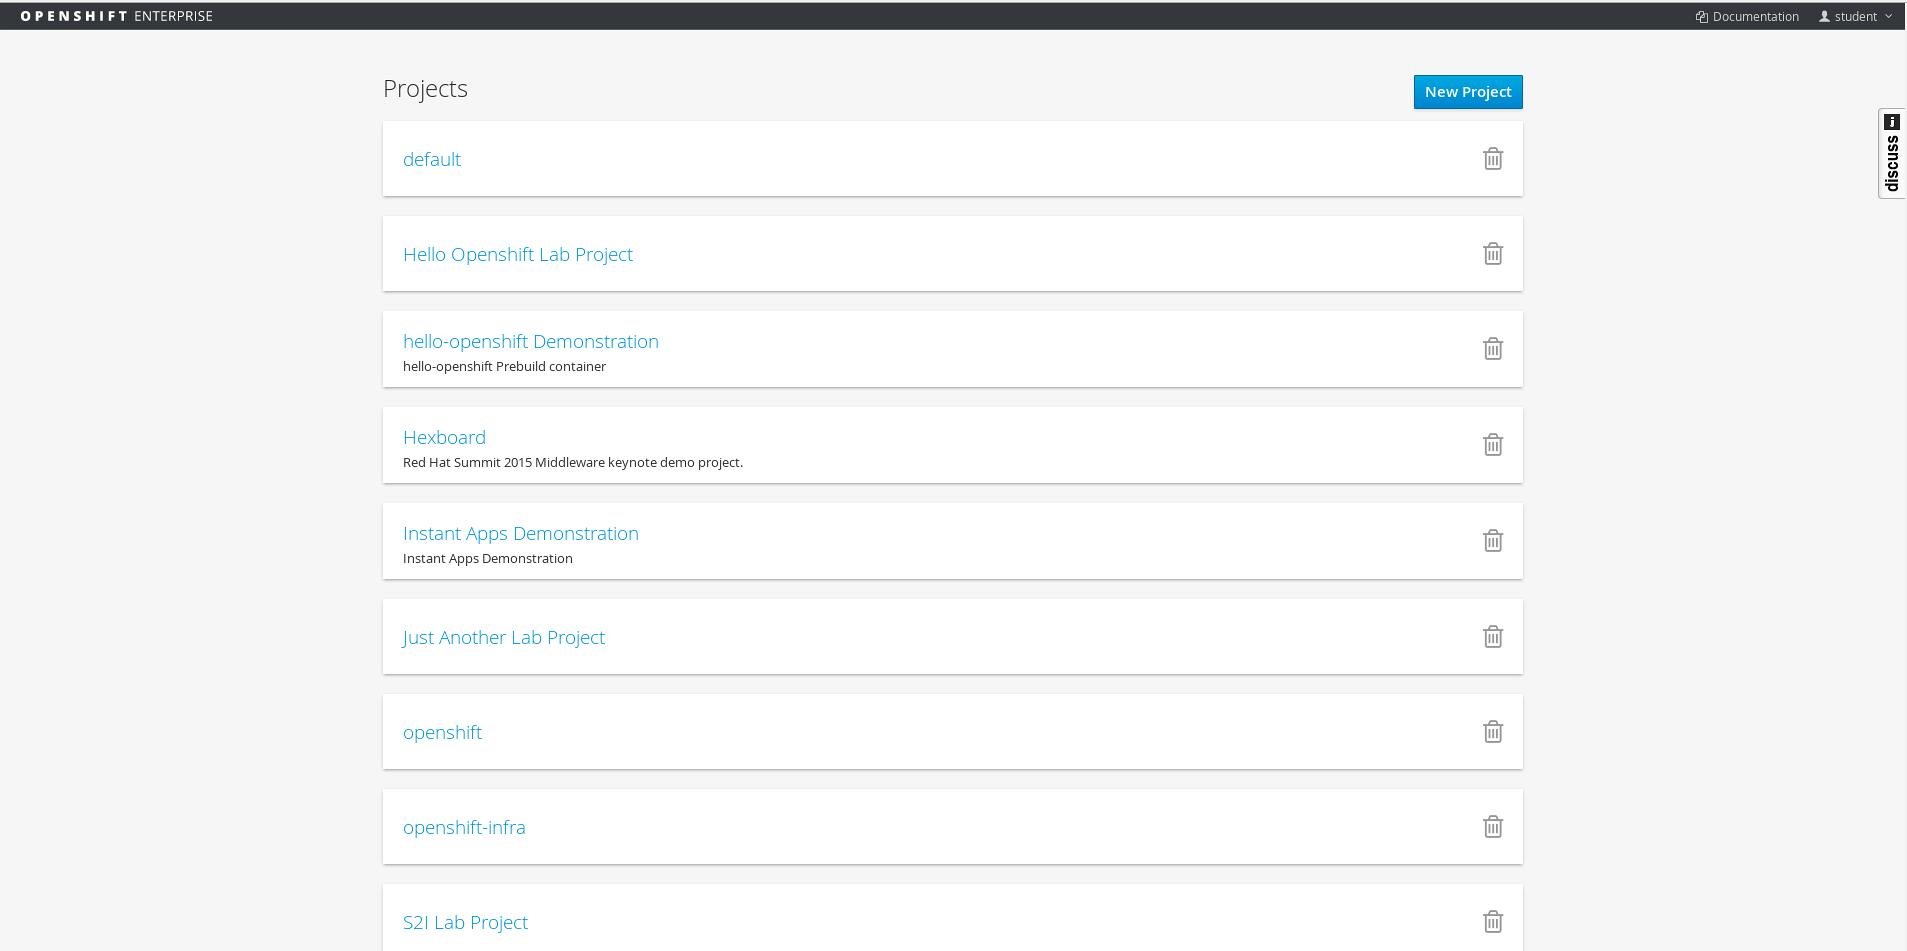 OPENSHIFT ENTERPRISE
Documentation
student
Projects
New Project
discuss
default
Hello Openshift Lab Project
hello-openshift Demonstration
hello-openshift Prebuild container
Hexboard
Red Hat Summit 2015 Middleware keynote demo project.
Instant Apps Demonstration
Instant Apps Demonstration
Just Another Lab Project
openshift
openshift-infra
S2I Lab Project